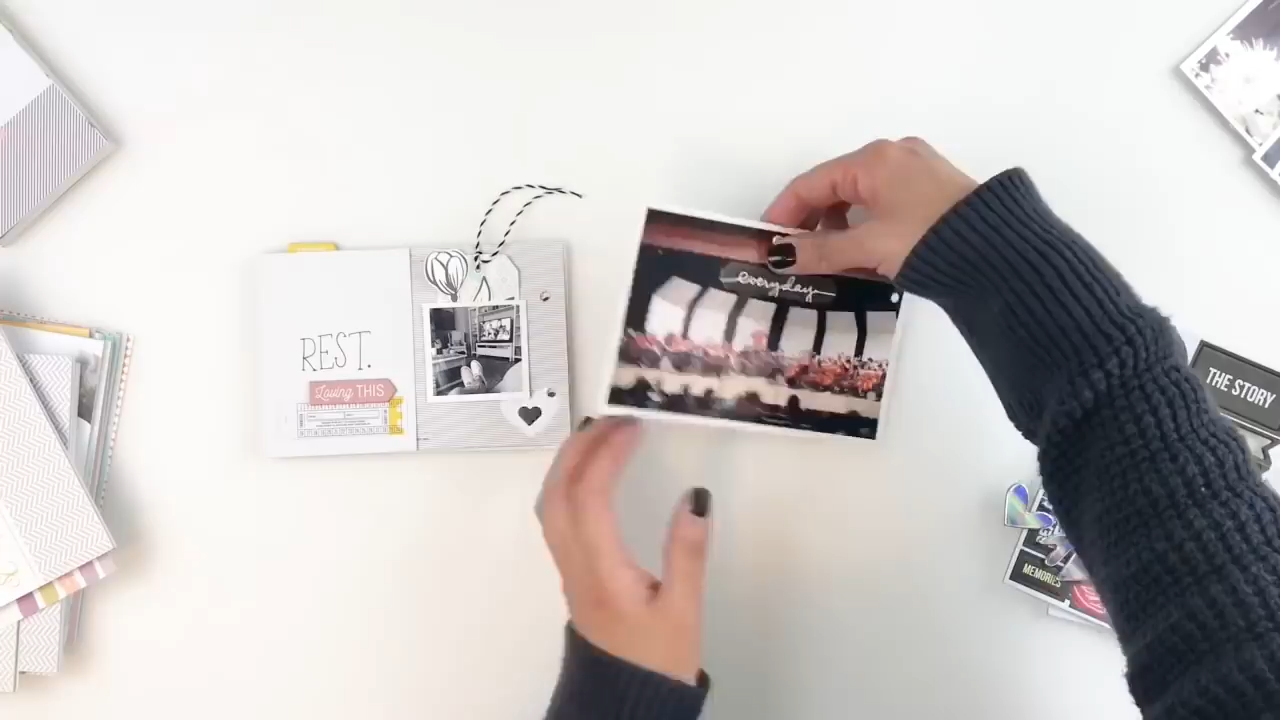 REST.
Loving THIS
everyday
THE STORY
MEMORIES